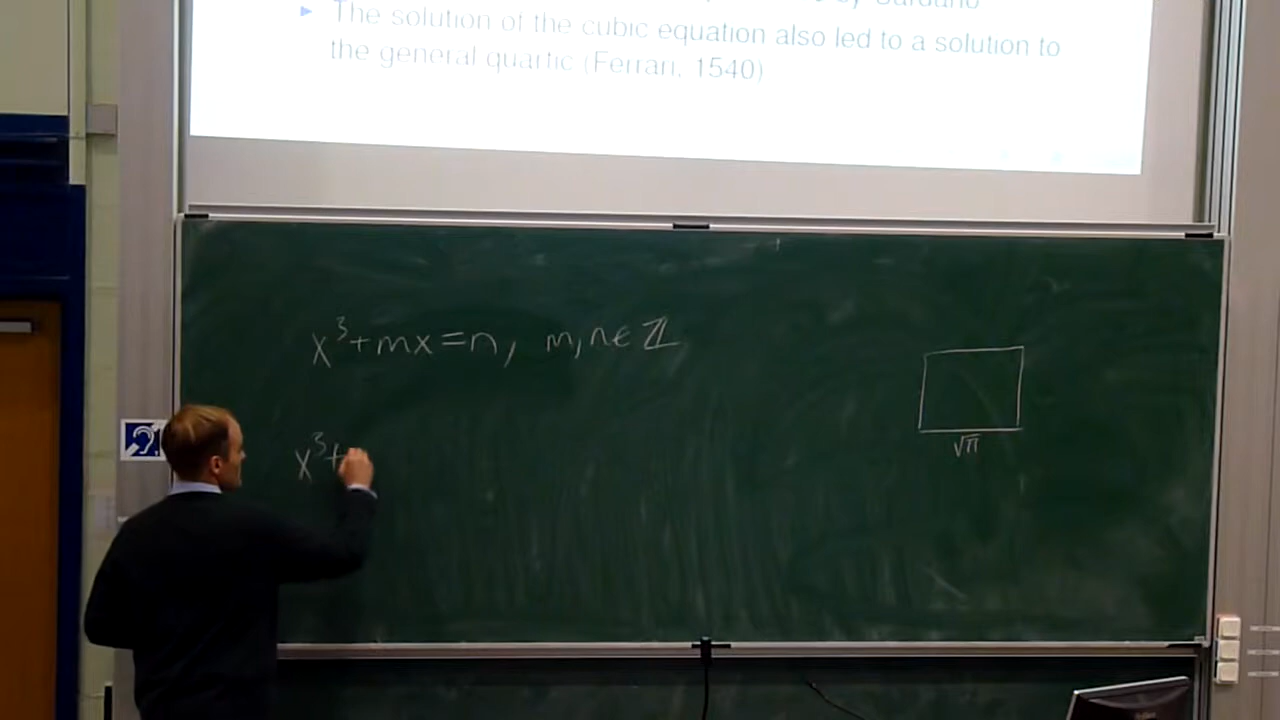 The solution of the cubic equation also led to a solution to
the general quartic (Ferrari, 1540)
x³+mx=n, m,n∈ℤ
x³+
√π